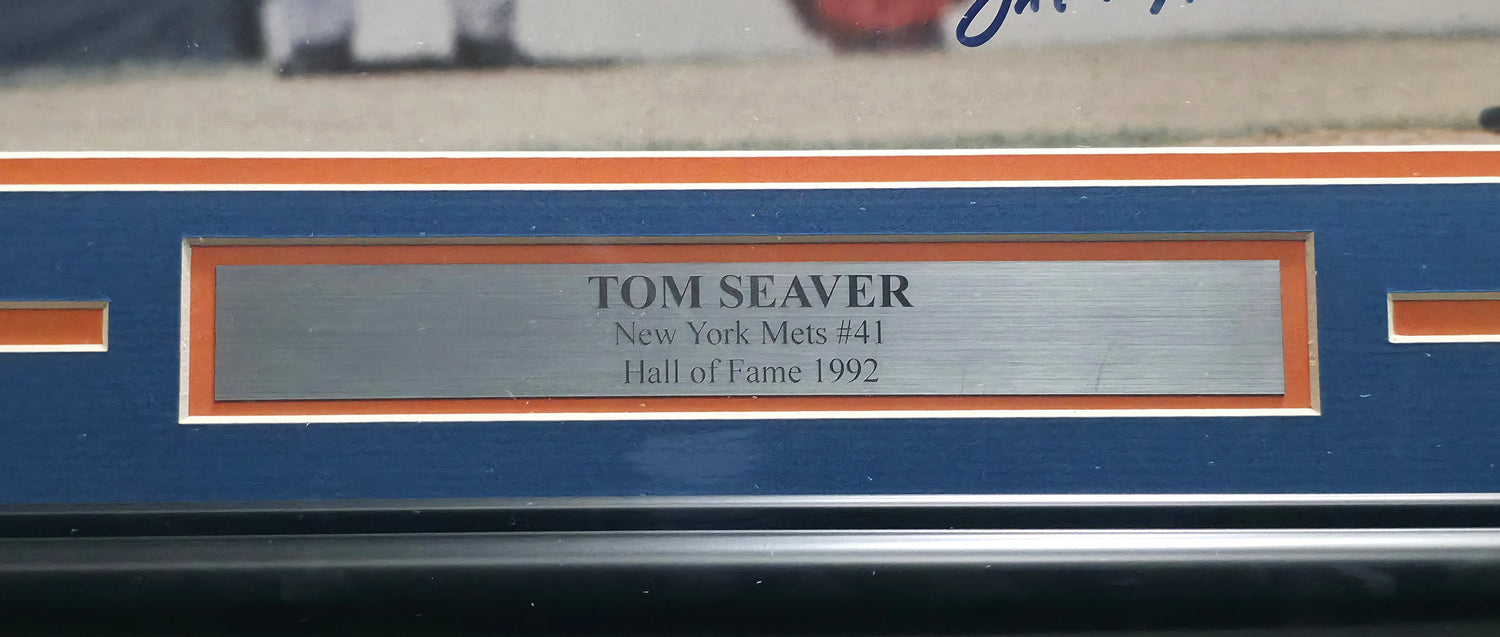 TOM SEAVER
New York Mets #41
Hall of Fame 1992